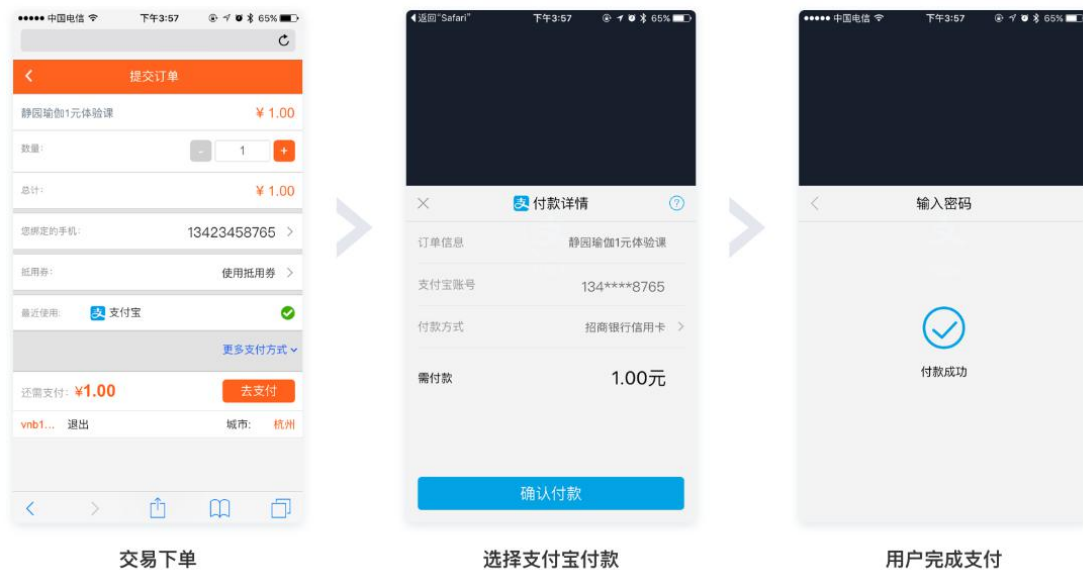 中国电信 下午3:57 65%
提交订单
静园瑜伽1元体验课 ¥ 1.00
数量: - 1 +
总计: ¥ 1.00
您绑定的手机: 13423458765
抵用券: 使用抵用券
最近使用: 支 支付宝
更多支付方式
还需支付: ¥1.00 去支付
vnb1... 退出 城市: 杭州
交易下单
返回"Safari" 下午3:57 65%
支 付款详情 ?
订单信息 静园瑜伽1元体验课
支付宝账号 134****8765
付款方式 招商银行信用卡
需付款 1.00元
确认付款
选择支付宝付款
中国电信 下午3:57 65%
输入密码
付款成功
用户完成支付